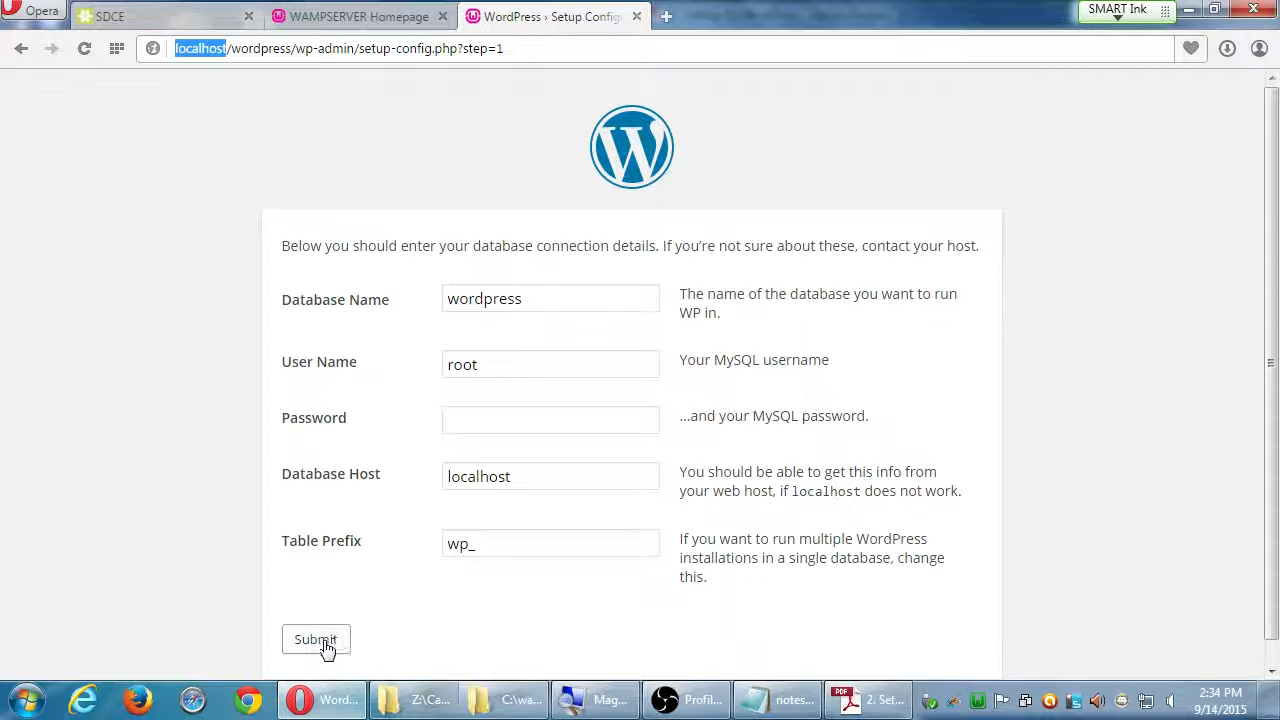 Opera
SDCE
WAMPSERVER Homepage
WordPress › Setup Config
SMART Ink
localhost/wordpress/wp-admin/setup-config.php?step=1
W
Below you should enter your database connection details. If you're not sure about these, contact your host.
Database Name
wordpress
The name of the database you want to run
WP in.
User Name
root
Your MySQL username
Password
...and your MySQL password.
Database Host
localhost
You should be able to get this info from
your web host, if localhost does not work.
Table Prefix
wp_
If you want to run multiple WordPress
installations in a single database, change
this.
Submit
Word...
Z:\Ca...
C:\wa...
Mag...
Profil...
notes...
PDF
2. Set...
2:34 PM
9/14/2015